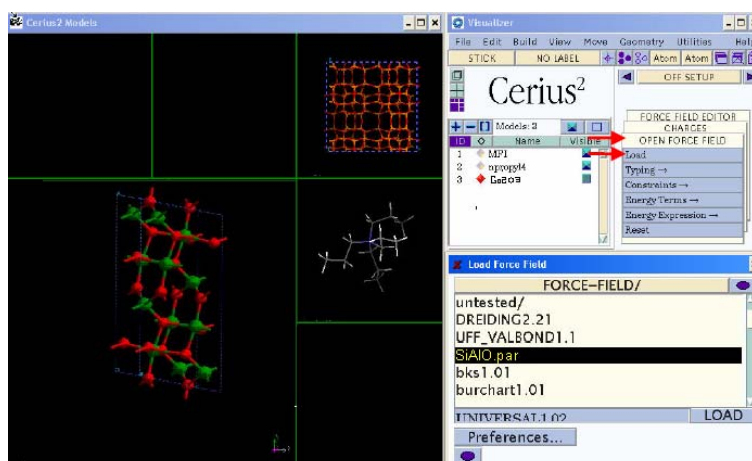 Cerius2 Models
Visualizer
File Edit Build View Move Geometry Utilities Help
STICK NO LABEL Atom Atom
OFF SETUP
Cerius2
FORCE FIELD EDITOR
CHARGES
OPEN FORCE FIELD
Models: 3
ID Name Visible
Load
1 MFI
Typing →
2 npropyl4
Constraints →
3
Energy Terms →
Energy Expression →
Reset
Load Force Field
FORCE-FIELD/
untested/
DREIDING2.21
UFF_VALBOND1.1
SiAlO.par
bks1.01
burchart1.01
UNIVERSAL1.02 LOAD
Preferences...